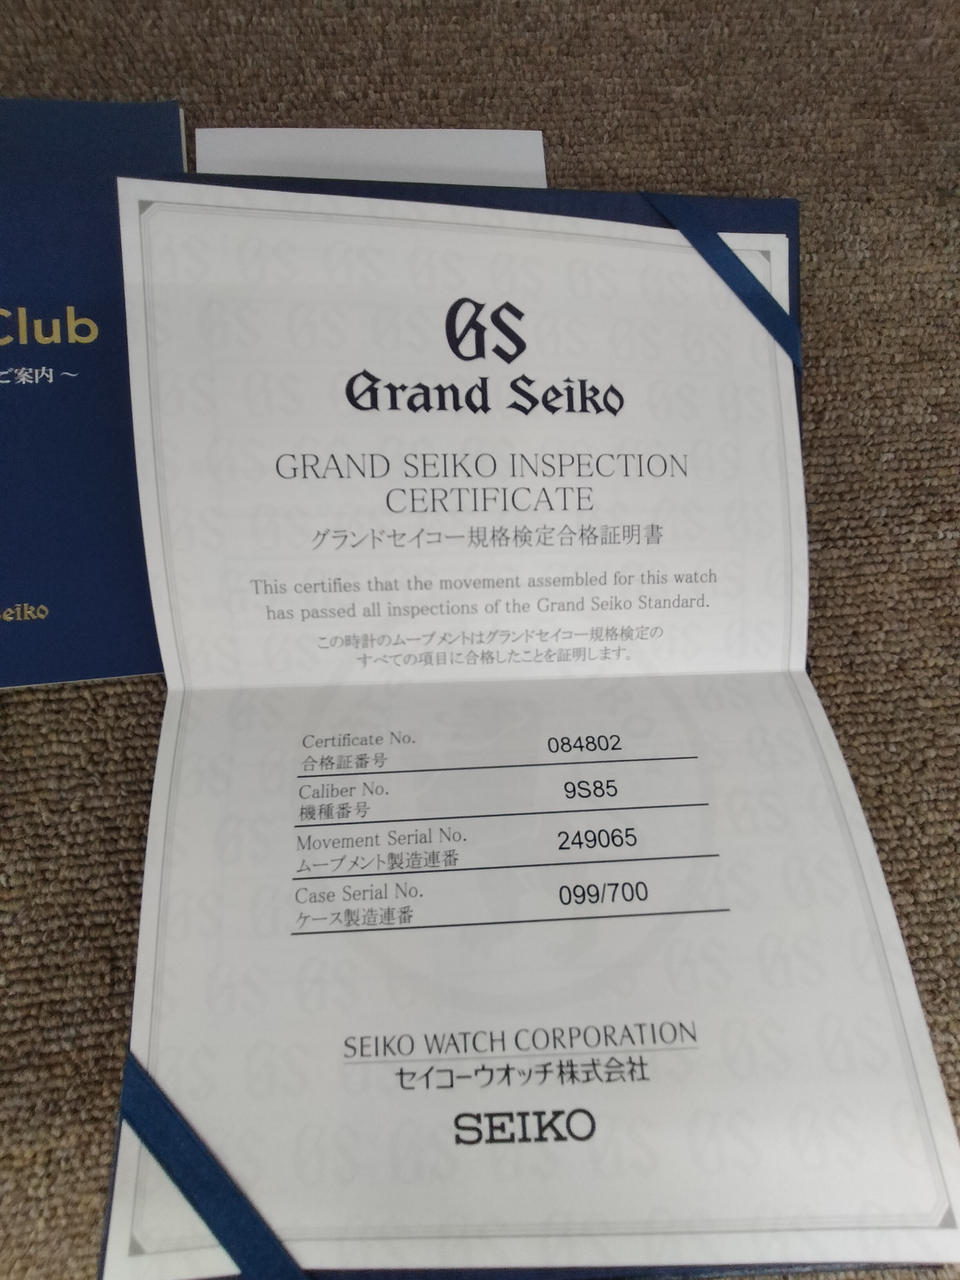 Club
ご案内～
GS
Grand Seiko
GRAND SEIKO INSPECTION
CERTIFICATE
グランドセイコー規格検定合格証明書
This certifies that the movement assembled for this watch
has passed all inspections of the Grand Seiko Standard.
この時計のムーブメントはグランドセイコー規格検定の
すべての項目に合格したことを証明します。
Certificate No. 084802
合格証番号
Caliber No. 9S85
機種番号
Movement Serial No. 249065
ムーブメント製造連番
Case Serial No. 099/700
ケース製造連番
SEIKO WATCH CORPORATION
セイコーウオッチ株式会社
SEIKO